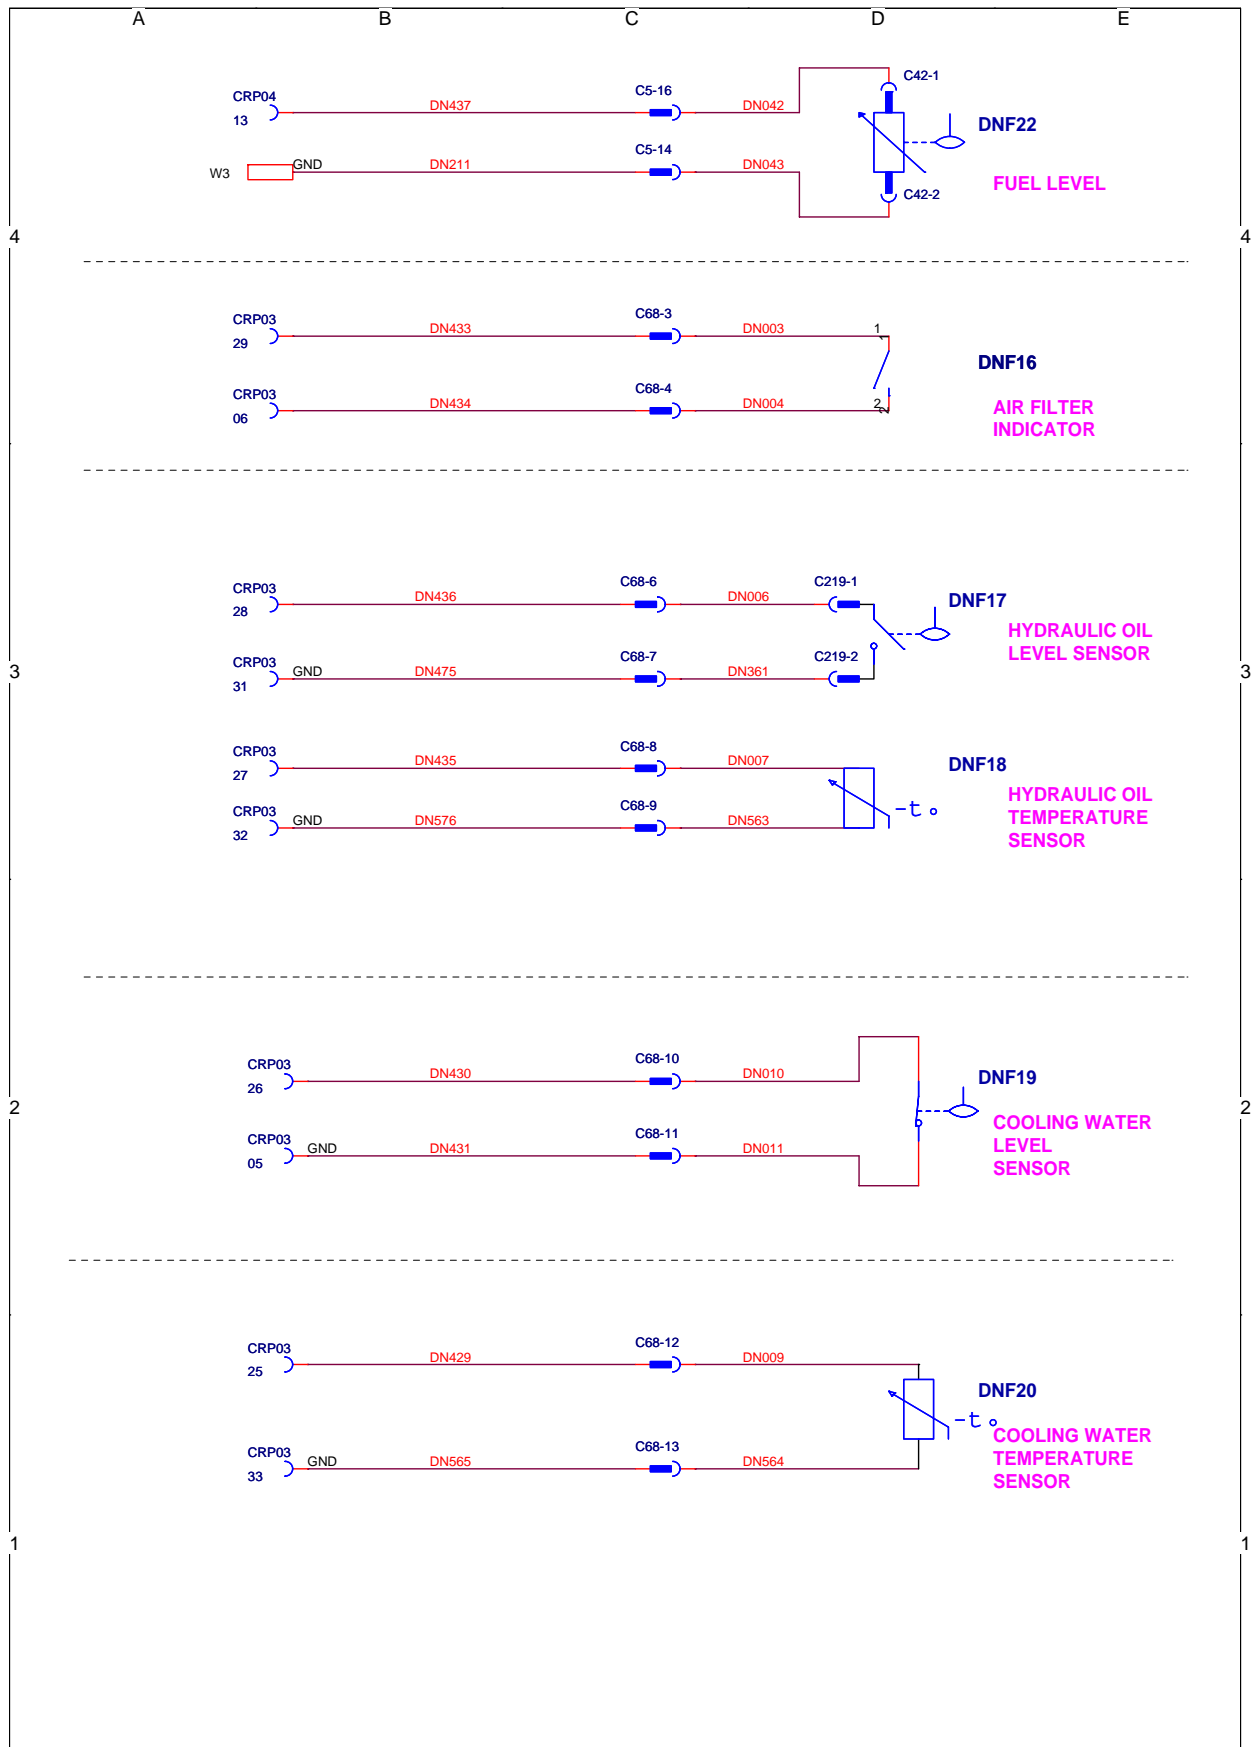 A B C D E
C42-1
C5-16
CRP04
DN437 DN042
13
DNF22
C5-14
GND DN211 DN043
W3
FUEL LEVEL
C42-2
4 4
C68-3
CRP03
DN433 DN003 1
1
29
DNF16
C68-4
CRP03
DN434 DN004 2
2
06
AIR FILTER
INDICATOR
C68-6 C219-1
CRP03
DN436 DN006
28
DNF17
HYDRAULIC OIL
LEVEL SENSOR
C68-7 C219-2
CRP03
GND DN475 DN361
31
3 3
C68-8
CRP03
DN435 DN007
27
DNF18
HYDRAULIC OIL
TEMPERATURE
SENSOR
-t °
C68-9
CRP03
GND DN576 DN563
32
C68-10
CRP03
DN430 DN010
26
DNF19
2 2
COOLING WATER
LEVEL
SENSOR
C68-11
CRP03
GND DN431 DN011
05
C68-12
CRP03
DN429 DN009
25
DNF20
-t °
COOLING WATER
TEMPERATURE
SENSOR
C68-13
CRP03
GND DN565 DN564
33
1 1